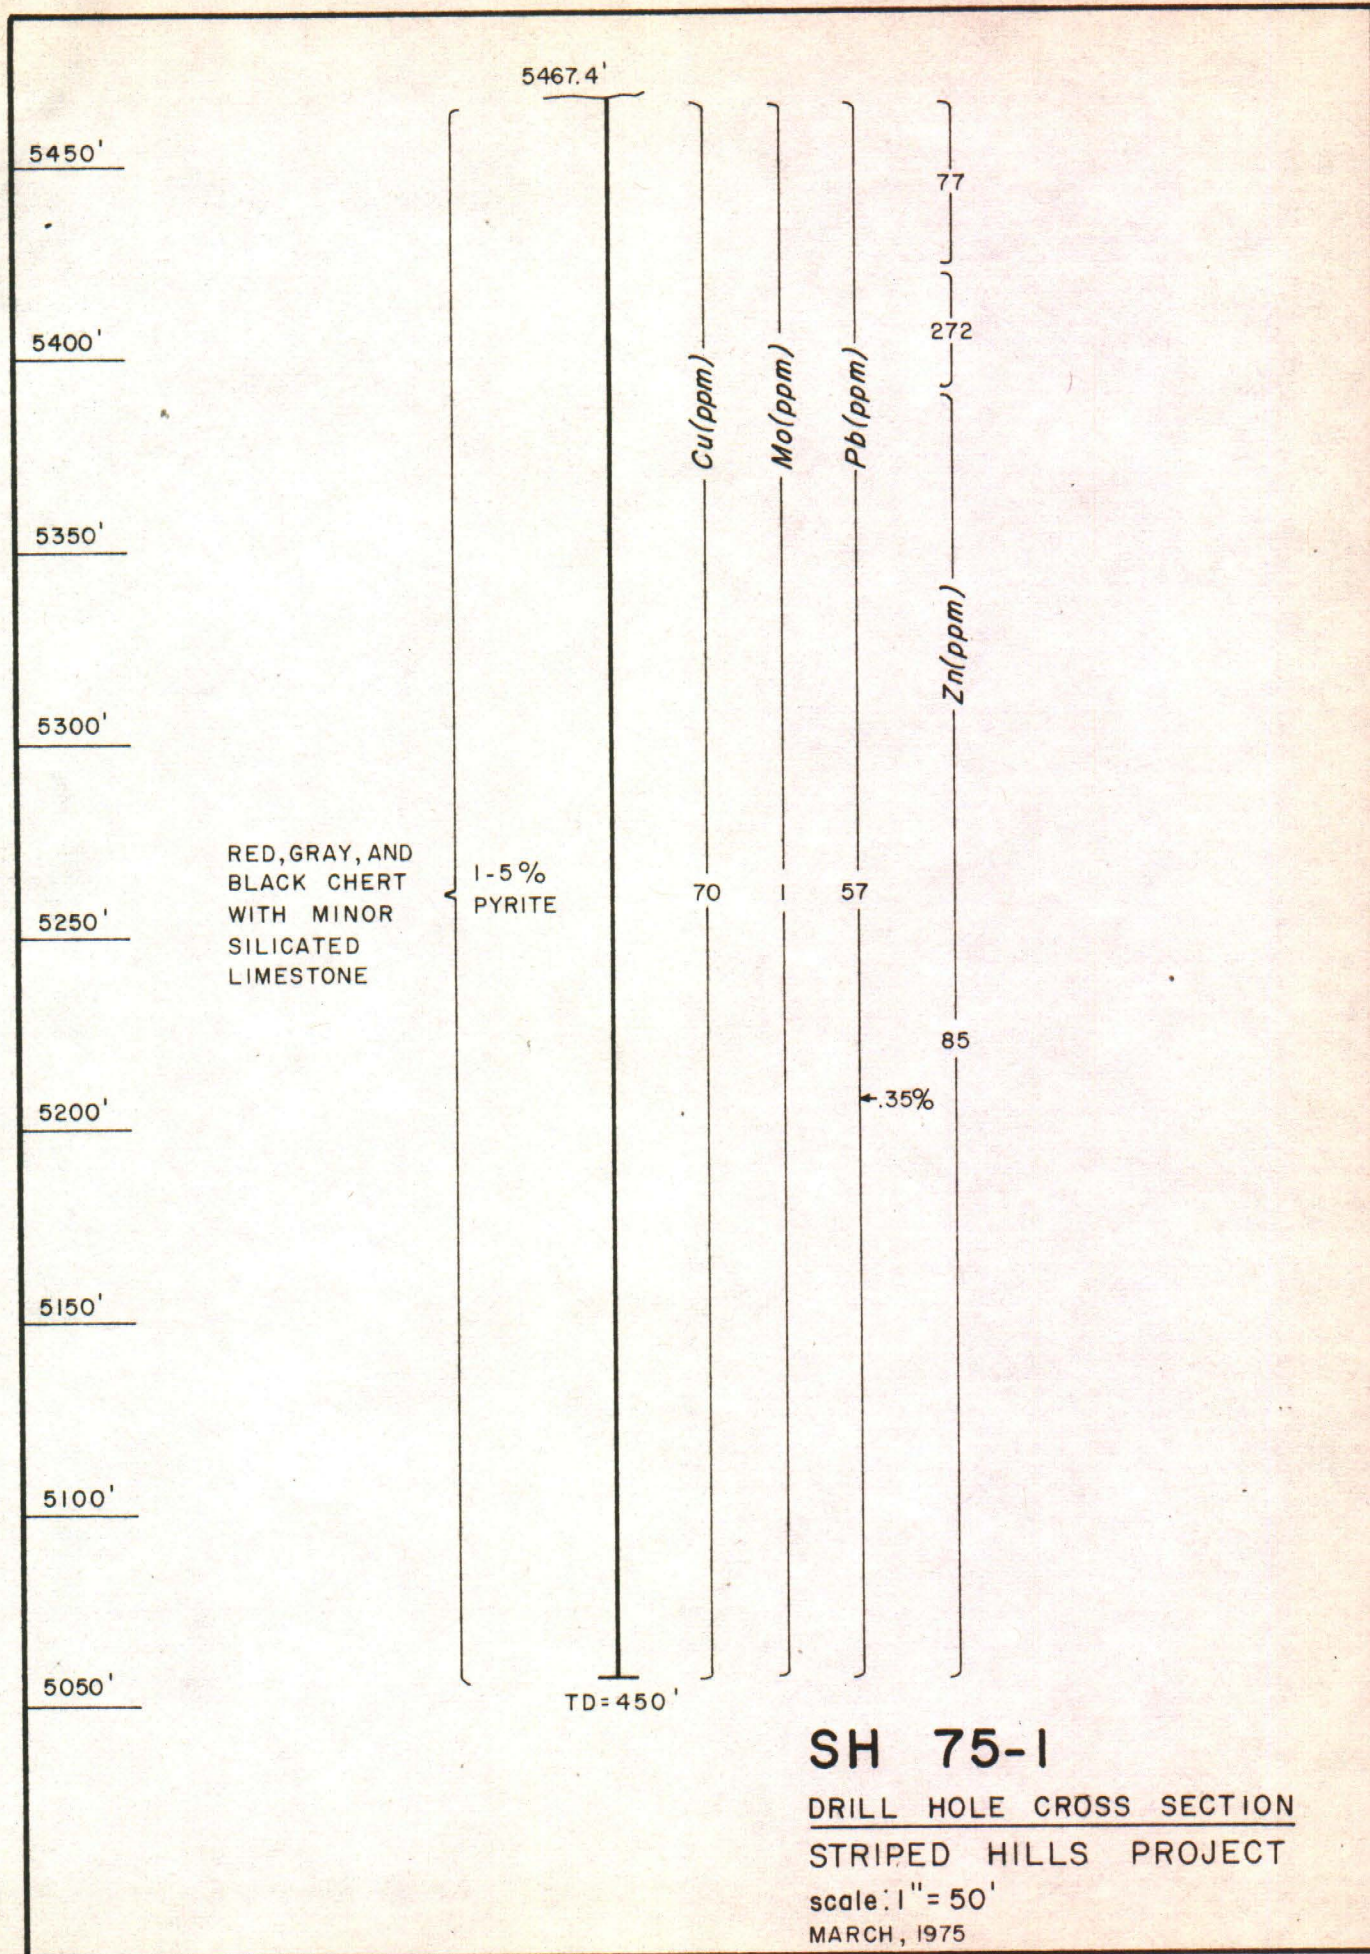 5467.4'
5450'
77
5400'
272
Cu(ppm)
Mo(ppm)
Pb(ppm)
5350'
Zn(ppm)
5300'
RED, GRAY, AND
BLACK CHERT
WITH MINOR
SILICATED
LIMESTONE
1-5%
PYRITE
70
1
57
5250'
85
.35%
5200'
5150'
5100'
5050'
TD=450'
SH 75-1
DRILL HOLE CROSS SECTION
STRIPED HILLS PROJECT
scale: 1" = 50'
MARCH, 1975